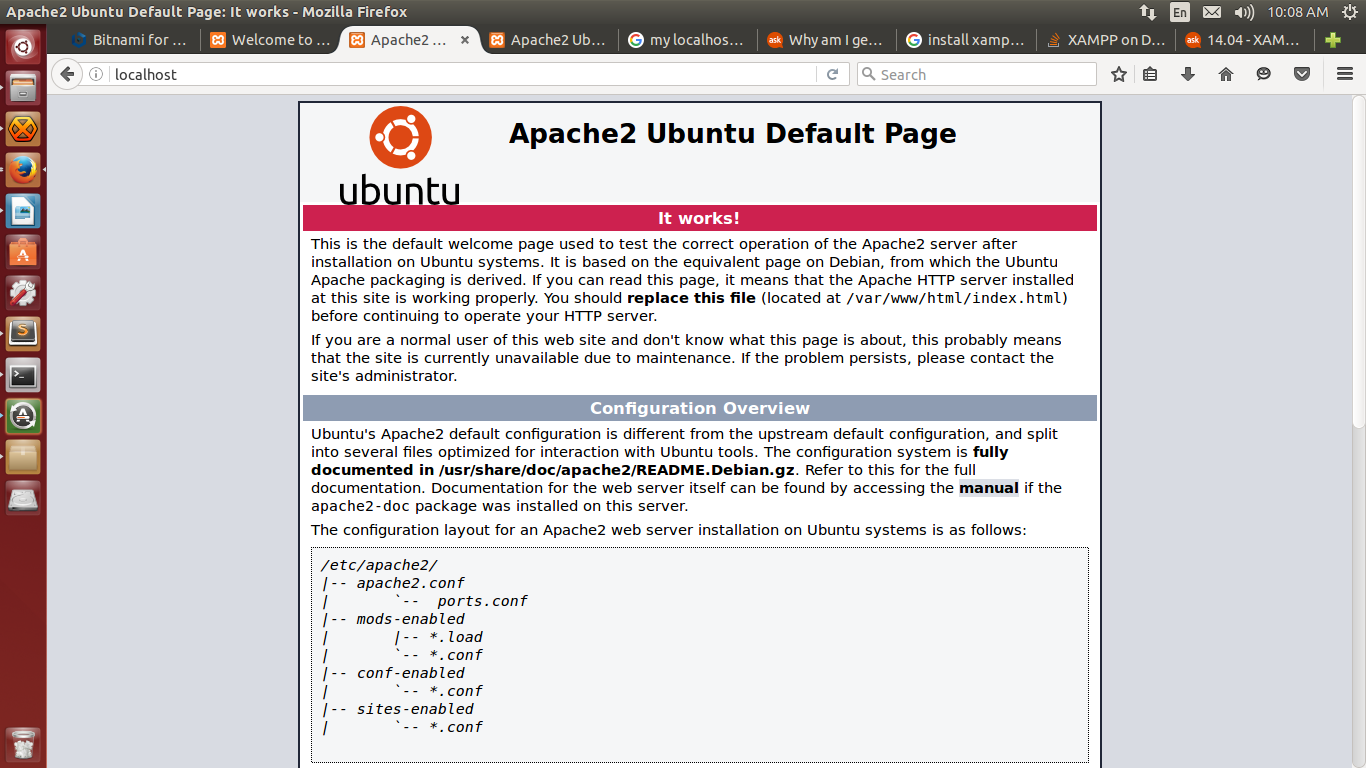 Apache2 Ubuntu Default Page: It works - Mozilla Firefox
En
10:08 AM
Bitnami for ...
Welcome to ...
Apache2 ...
Apache2 Ub...
my localhos...
Why am I ge...
install xamp...
XAMPP on D...
14.04 - XAM...
localhost
Search
Apache2 Ubuntu Default Page
ubuntu
It works!
This is the default welcome page used to test the correct operation of the Apache2 server after
installation on Ubuntu systems. It is based on the equivalent page on Debian, from which the Ubuntu
Apache packaging is derived. If you can read this page, it means that the Apache HTTP server installed
at this site is working properly. You should replace this file (located at /var/www/html/index.html)
before continuing to operate your HTTP server.
If you are a normal user of this web site and don't know what this page is about, this probably means
that the site is currently unavailable due to maintenance. If the problem persists, please contact the
site's administrator.
Configuration Overview
Ubuntu's Apache2 default configuration is different from the upstream default configuration, and split
into several files optimized for interaction with Ubuntu tools. The configuration system is fully
documented in /usr/share/doc/apache2/README.Debian.gz. Refer to this for the full
documentation. Documentation for the web server itself can be found by accessing the manual if the
apache2-doc package was installed on this server.
The configuration layout for an Apache2 web server installation on Ubuntu systems is as follows:
/etc/apache2/
|-- apache2.conf
|       `--  ports.conf
|-- mods-enabled
|       |-- *.load
|       `-- *.conf
|-- conf-enabled
|       `-- *.conf
|-- sites-enabled
|       `-- *.conf